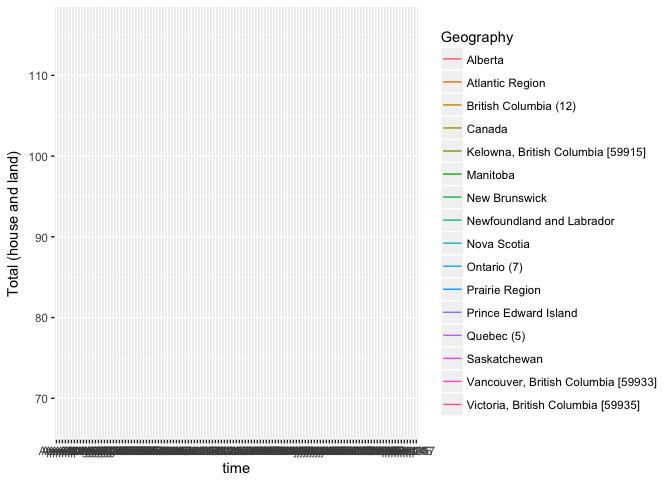 Geography
Alberta
Atlantic Region
British Columbia (12)
Canada
Kelowna, British Columbia [59915]
Manitoba
New Brunswick
Newfoundland and Labrador
Nova Scotia
Ontario (7)
Prairie Region
Prince Edward Island
Quebec (5)
Saskatchewan
Vancouver, British Columbia [59933]
Victoria, British Columbia [59935]
Total (house and land)
110
100
90
80
70
time